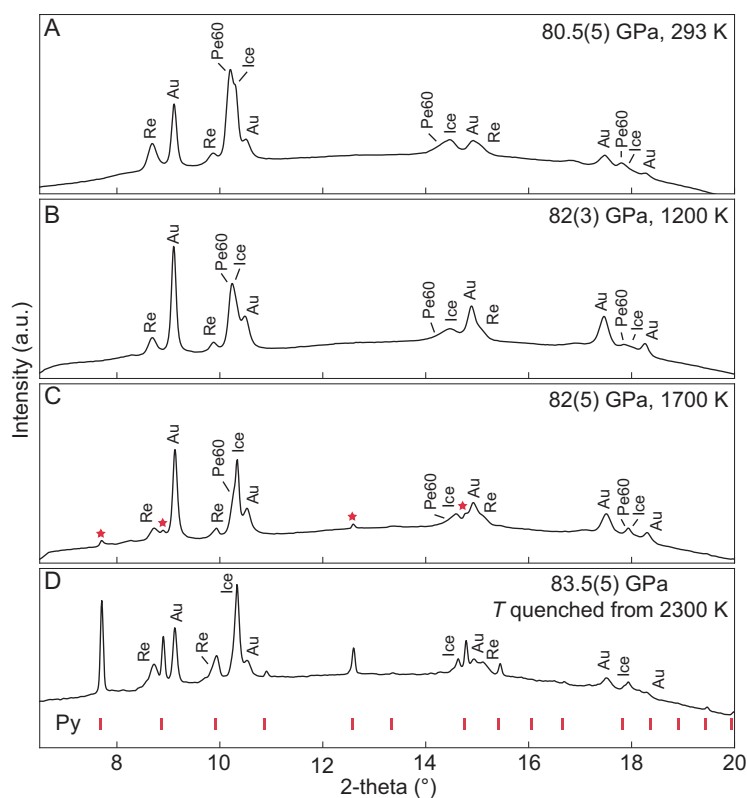 A
80.5(5) GPa, 293 K
Re
Au
Re
Pe60
Ice
Au
Pe60
Ice
Au
Re
Au
Pe60
Ice
Au
B
82(3) GPa, 1200 K
Re
Au
Re
Pe60
Ice
Au
Pe60
Ice
Au
Re
Au
Pe60
Ice
Au
C
82(5) GPa, 1700 K
Re
Au
Re
Pe60
Ice
Au
Pe60
Ice
Au
Re
Au
Pe60
Ice
Au
D
83.5(5) GPa
T quenched from 2300 K
Re
Au
Re
Ice
Au
Ice
Au
Re
Au
Ice
Au
Py
8 10 12 14 16 18 20
2-theta (°)
Intensity (a.u.)